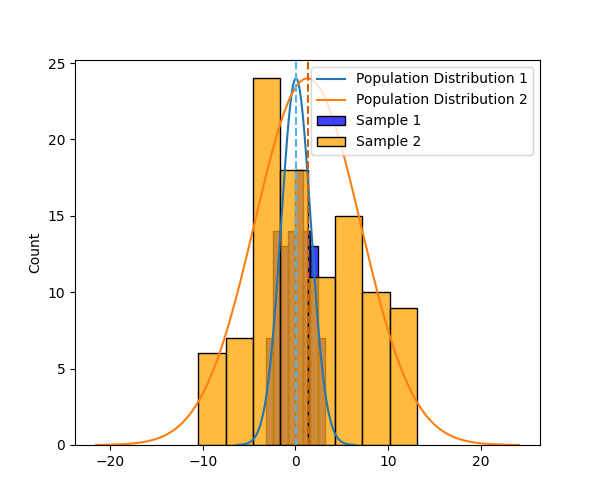 25
20
15
10
5
0
Count
Population Distribution 1
Population Distribution 2
Sample 1
Sample 2
−20
−10
0
10
20